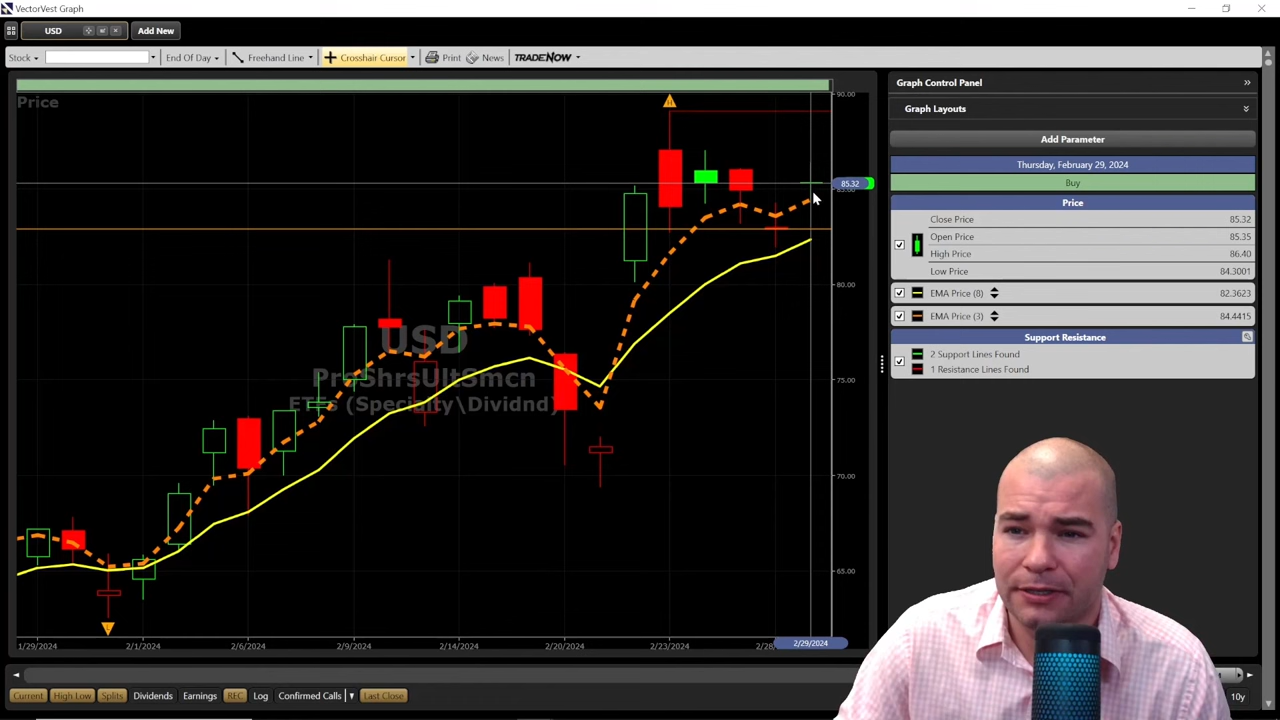 VectorVest Graph
USD
Add New
Stock
End Of Day
Freehand Line
Crosshair Cursor
Print
News
TRADENOW
Price
90.00
85.32
80.00
75.00
70.00
65.00
H
L
USD
ProShrsUltSmcn
ETFs (Specialty\Dividnd)
1/29/2024
2/1/2024
2/6/2024
2/9/2024
2/14/2024
2/20/2024
2/23/2024
2/29/2024
Graph Control Panel
Graph Layouts
Add Parameter
Thursday, February 29, 2024
Buy
Price
Close Price 85.32
Open Price 85.35
High Price 86.40
Low Price 84.3001
EMA Price (8) 82.3623
EMA Price (3) 84.4415
Support Resistance
2 Support Lines Found
1 Resistance Lines Found
Current
High Low
Splits
Dividends
Earnings
REC
Log
Confirmed Calls
Last Close
10y